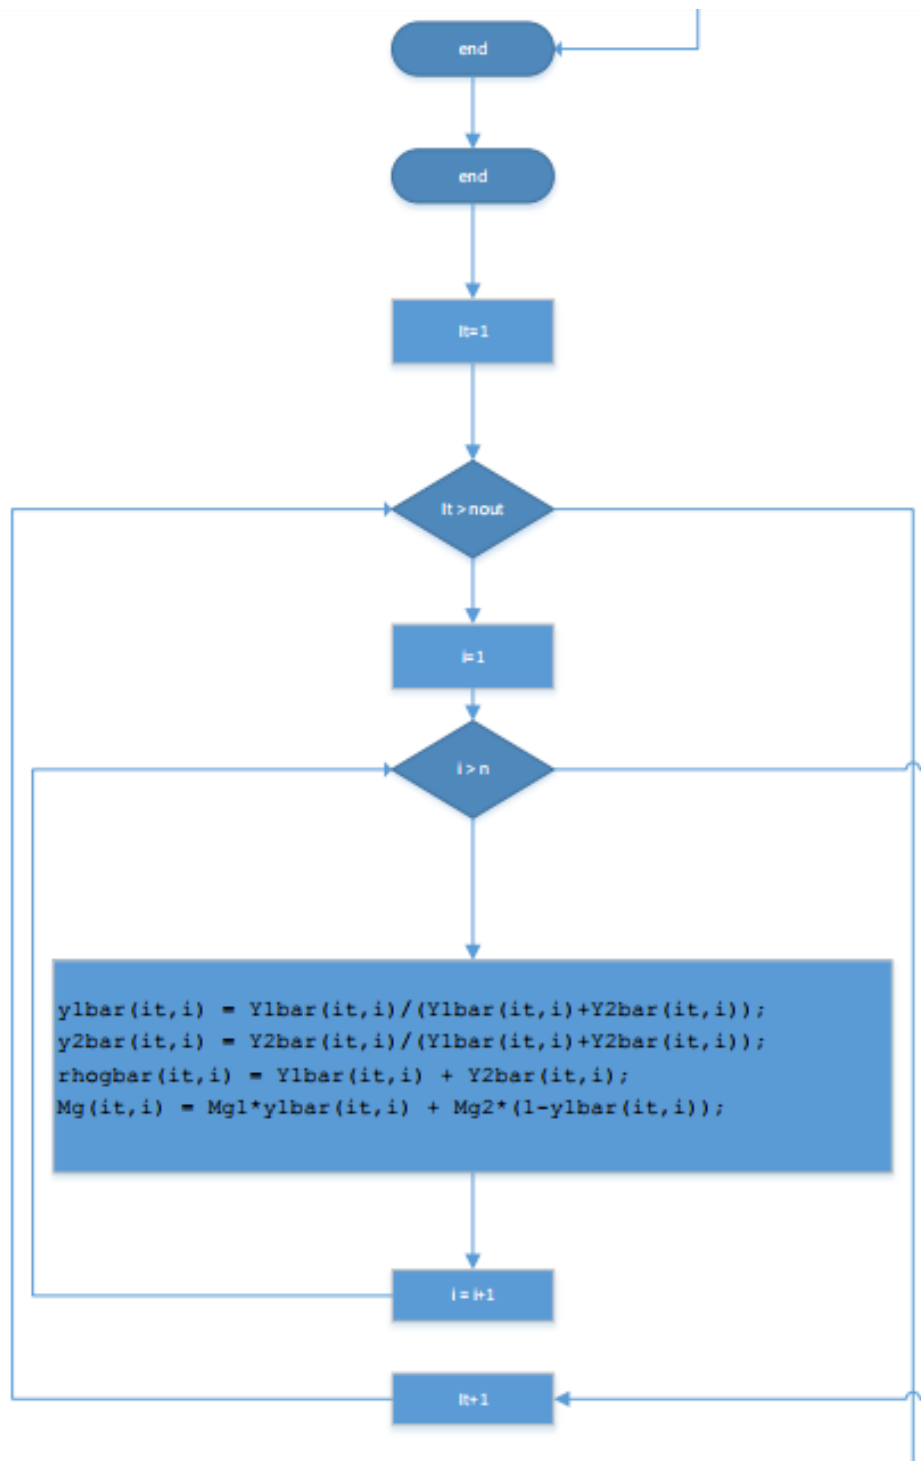 end
end
It=1
It > nout
i=1
i > n
y1bar(it,i) = Y1bar(it,i)/(Y1bar(it,i)+Y2bar(it,i));
y2bar(it,i) = Y2bar(it,i)/(Y1bar(it,i)+Y2bar(it,i));
rhogbar(it,i) = Y1bar(it,i) + Y2bar(it,i);
Mg(it,i) = Mg1*y1bar(it,i) + Mg2*(1-y1bar(it,i));
i = i+1
It+1